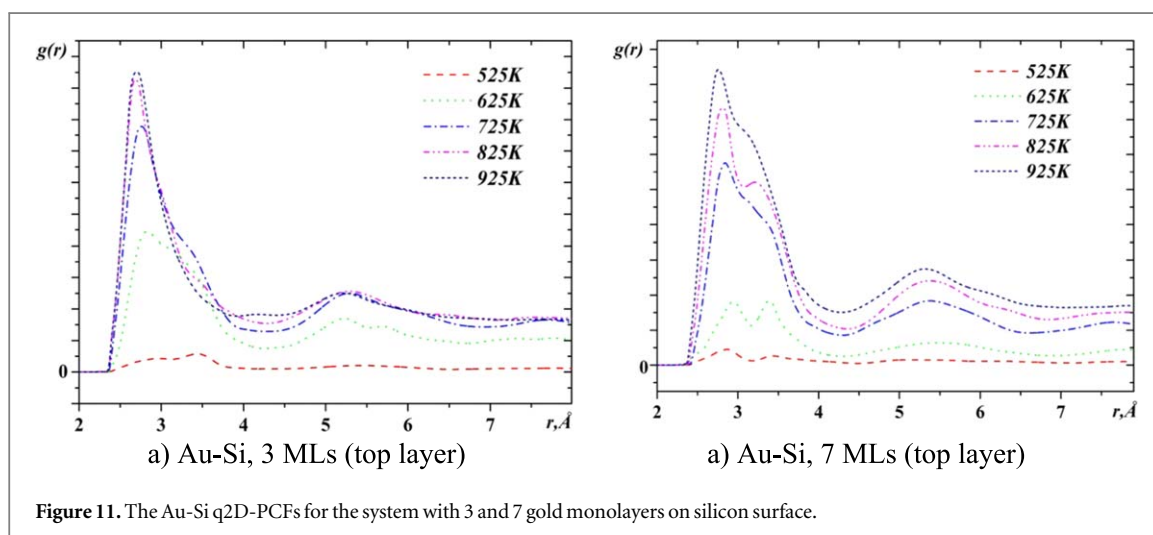 g(r)
525K
625K
725K
825K
925K
0
2 3 4 5 6 7 r,Å
a) Au-Si, 3 MLs (top layer)
g(r)
525K
625K
725K
825K
925K
0
2 3 4 5 6 7 r,Å
a) Au-Si, 7 MLs (top layer)
Figure 11. The Au-Si q2D-PCFs for the system with 3 and 7 gold monolayers on silicon surface.